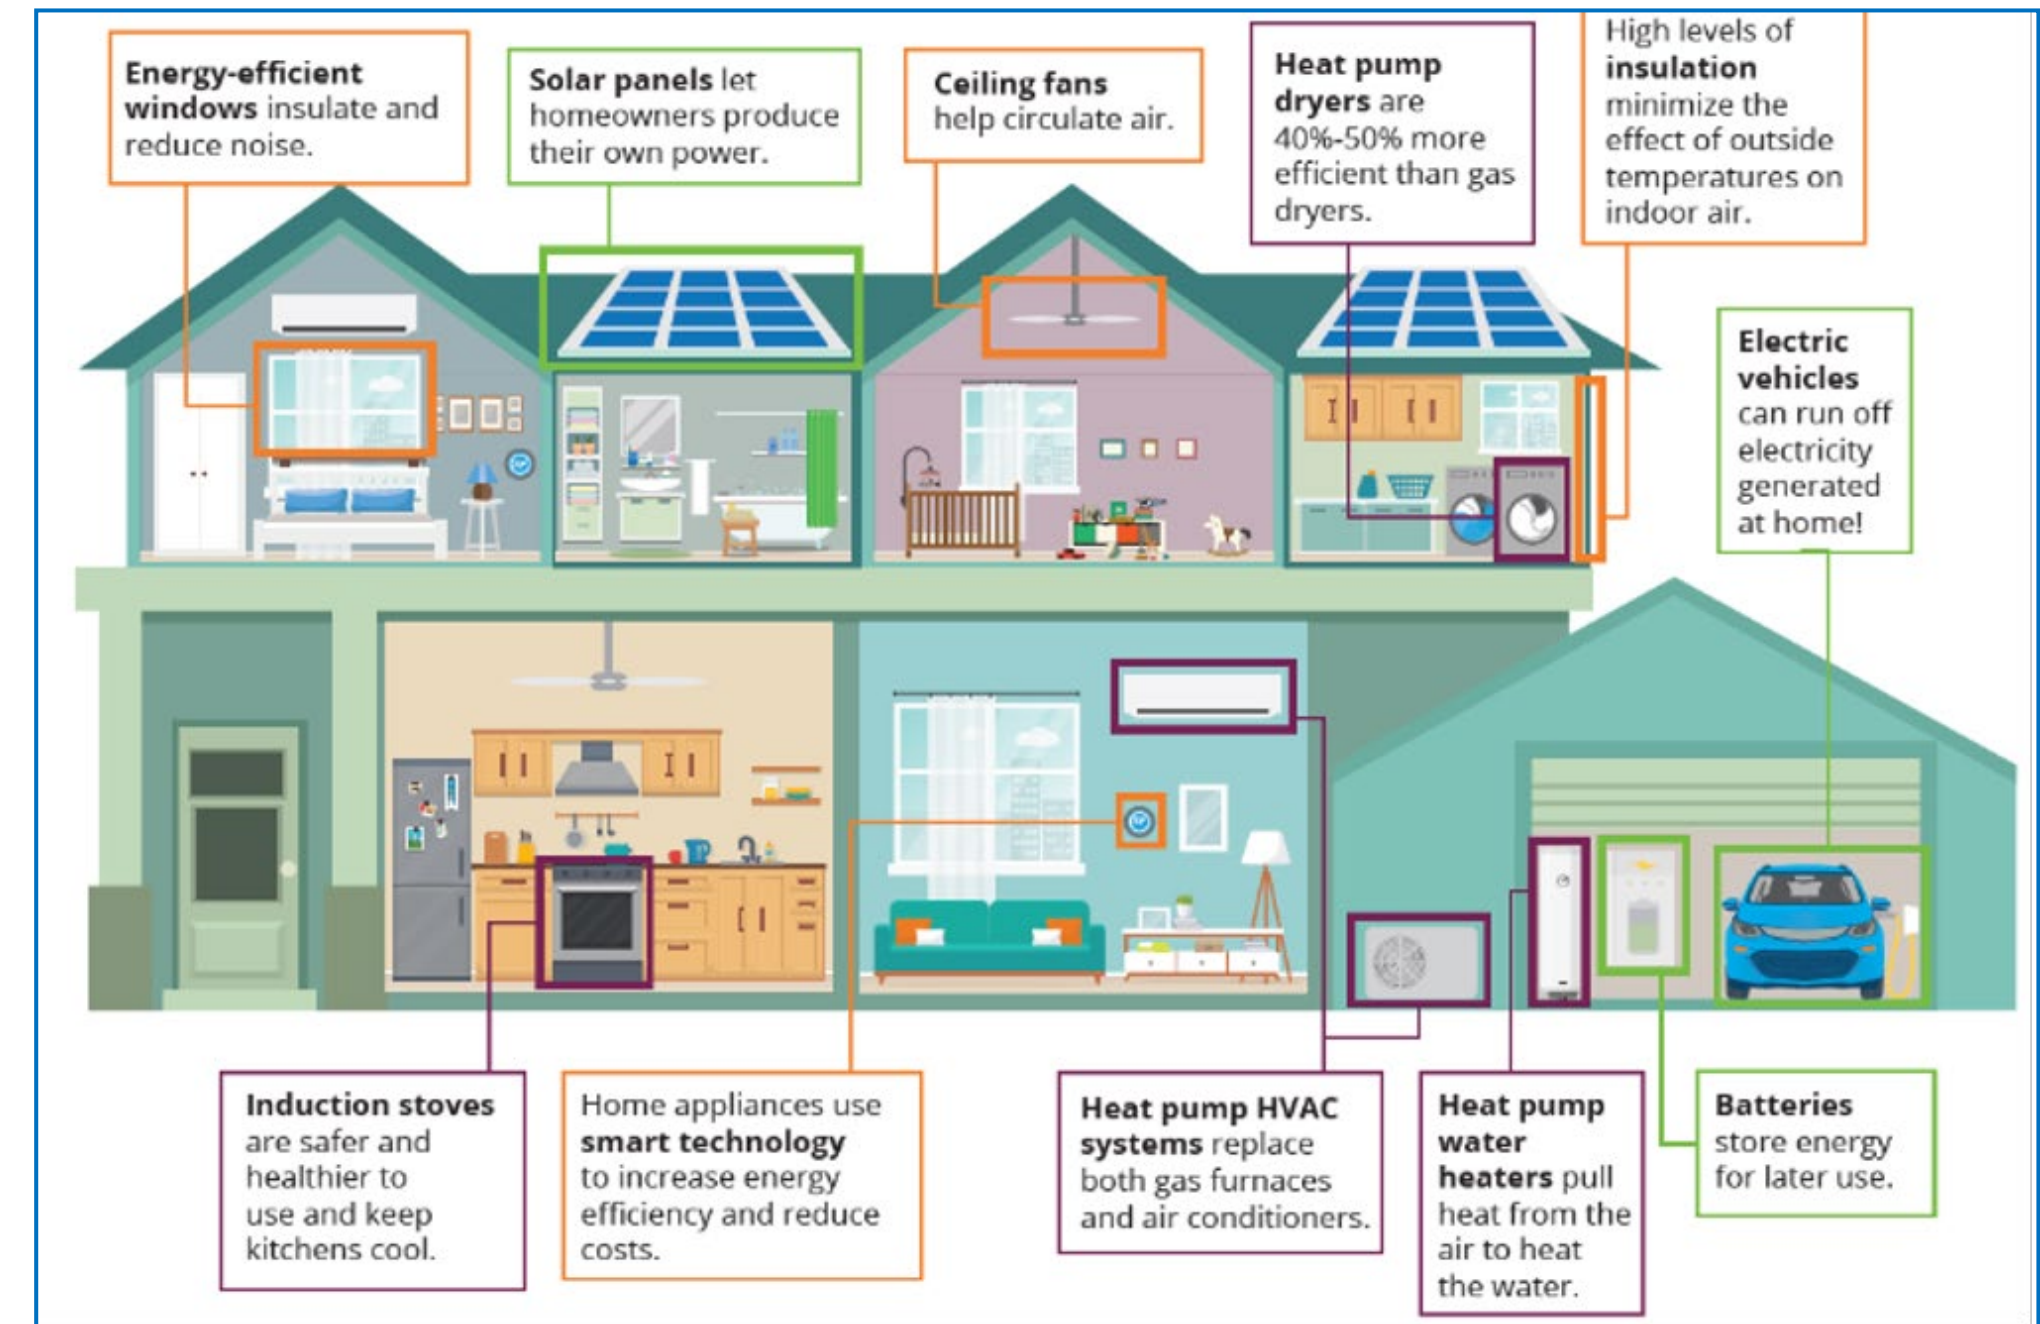 Energy-efficient
windows insulate and
reduce noise.
Solar panels let
homeowners produce
their own power.
Ceiling fans
help circulate air.
Heat pump
dryers are
40%-50% more
efficient than gas
dryers.
High levels of
insulation
minimize the
effect of outside
temperatures on
indoor air.
Electric
vehicles
can run off
electricity
generated
at home!
Induction stoves
are safer and
healthier to
use and keep
kitchens cool.
Home appliances use
smart technology
to increase energy
efficiency and reduce
costs.
Heat pump HVAC
systems replace
both gas furnaces
and air conditioners.
Heat pump
water
heaters pull
heat from the
air to heat
the water.
Batteries
store energy
for later use.